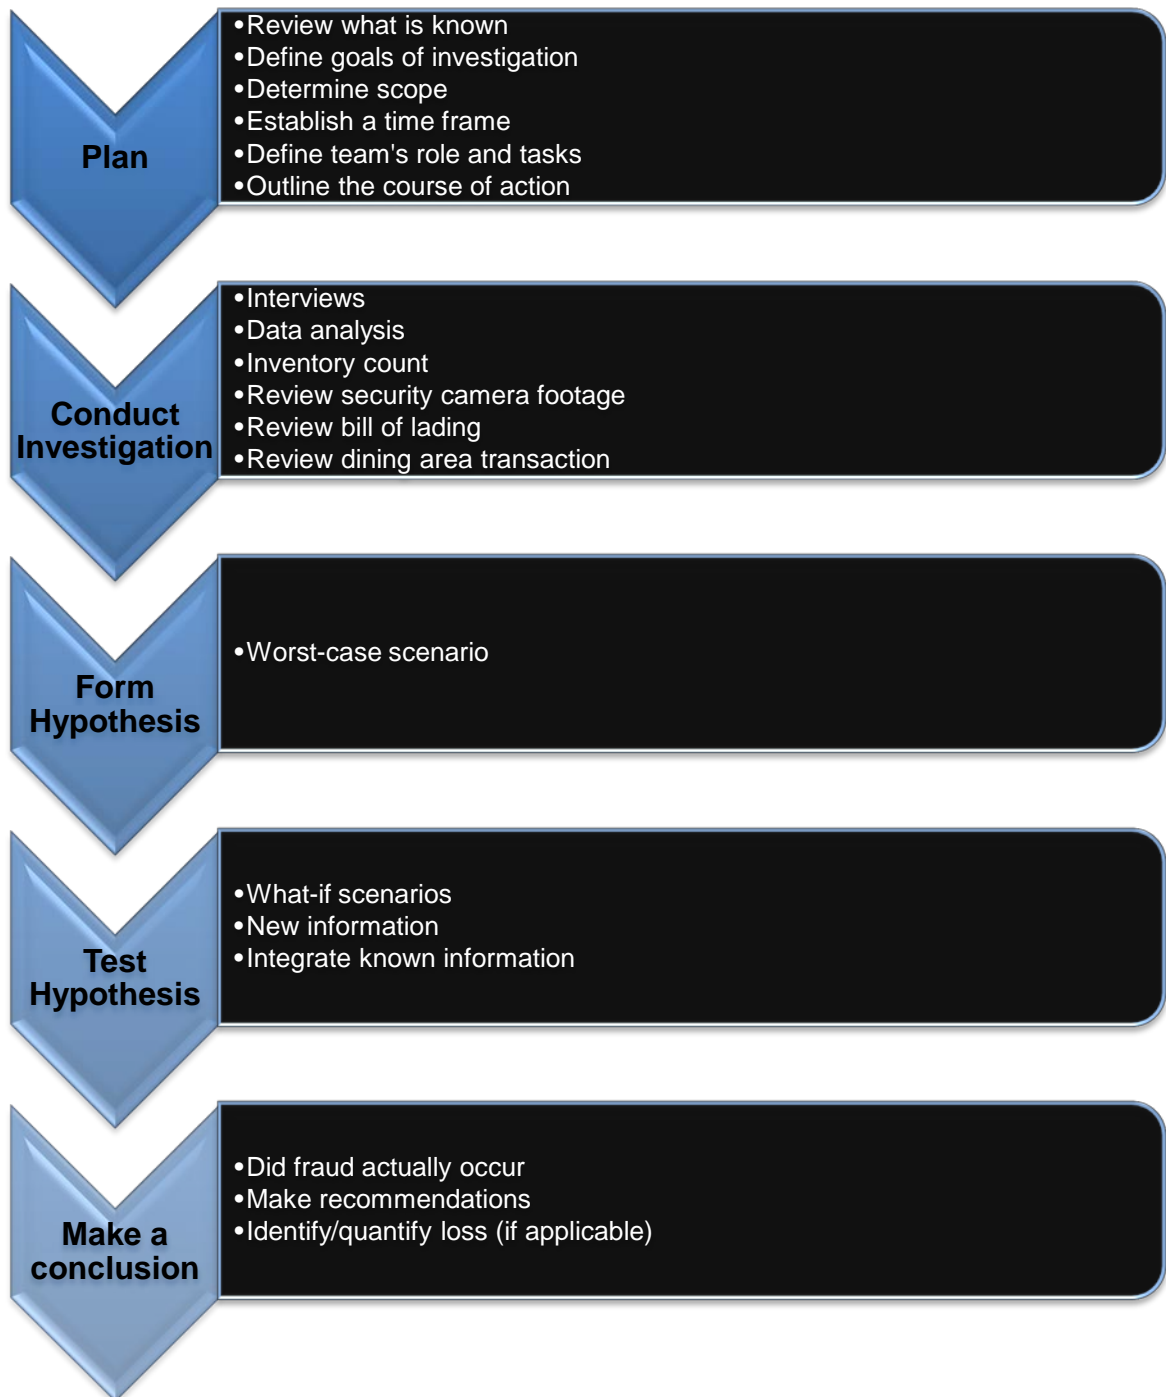 Plan
•Review what is known
•Define goals of investigation
•Determine scope
•Establish a time frame
•Define team's role and tasks
•Outline the course of action
Conduct
Investigation
•Interviews
•Data analysis
•Inventory count
•Review security camera footage
•Review bill of lading
•Review dining area transaction
Form
Hypothesis
•Worst-case scenario
Test
Hypothesis
•What-if scenarios
•New information
•Integrate known information
Make a
conclusion
•Did fraud actually occur
•Make recommendations
•Identify/quantify loss (if applicable)